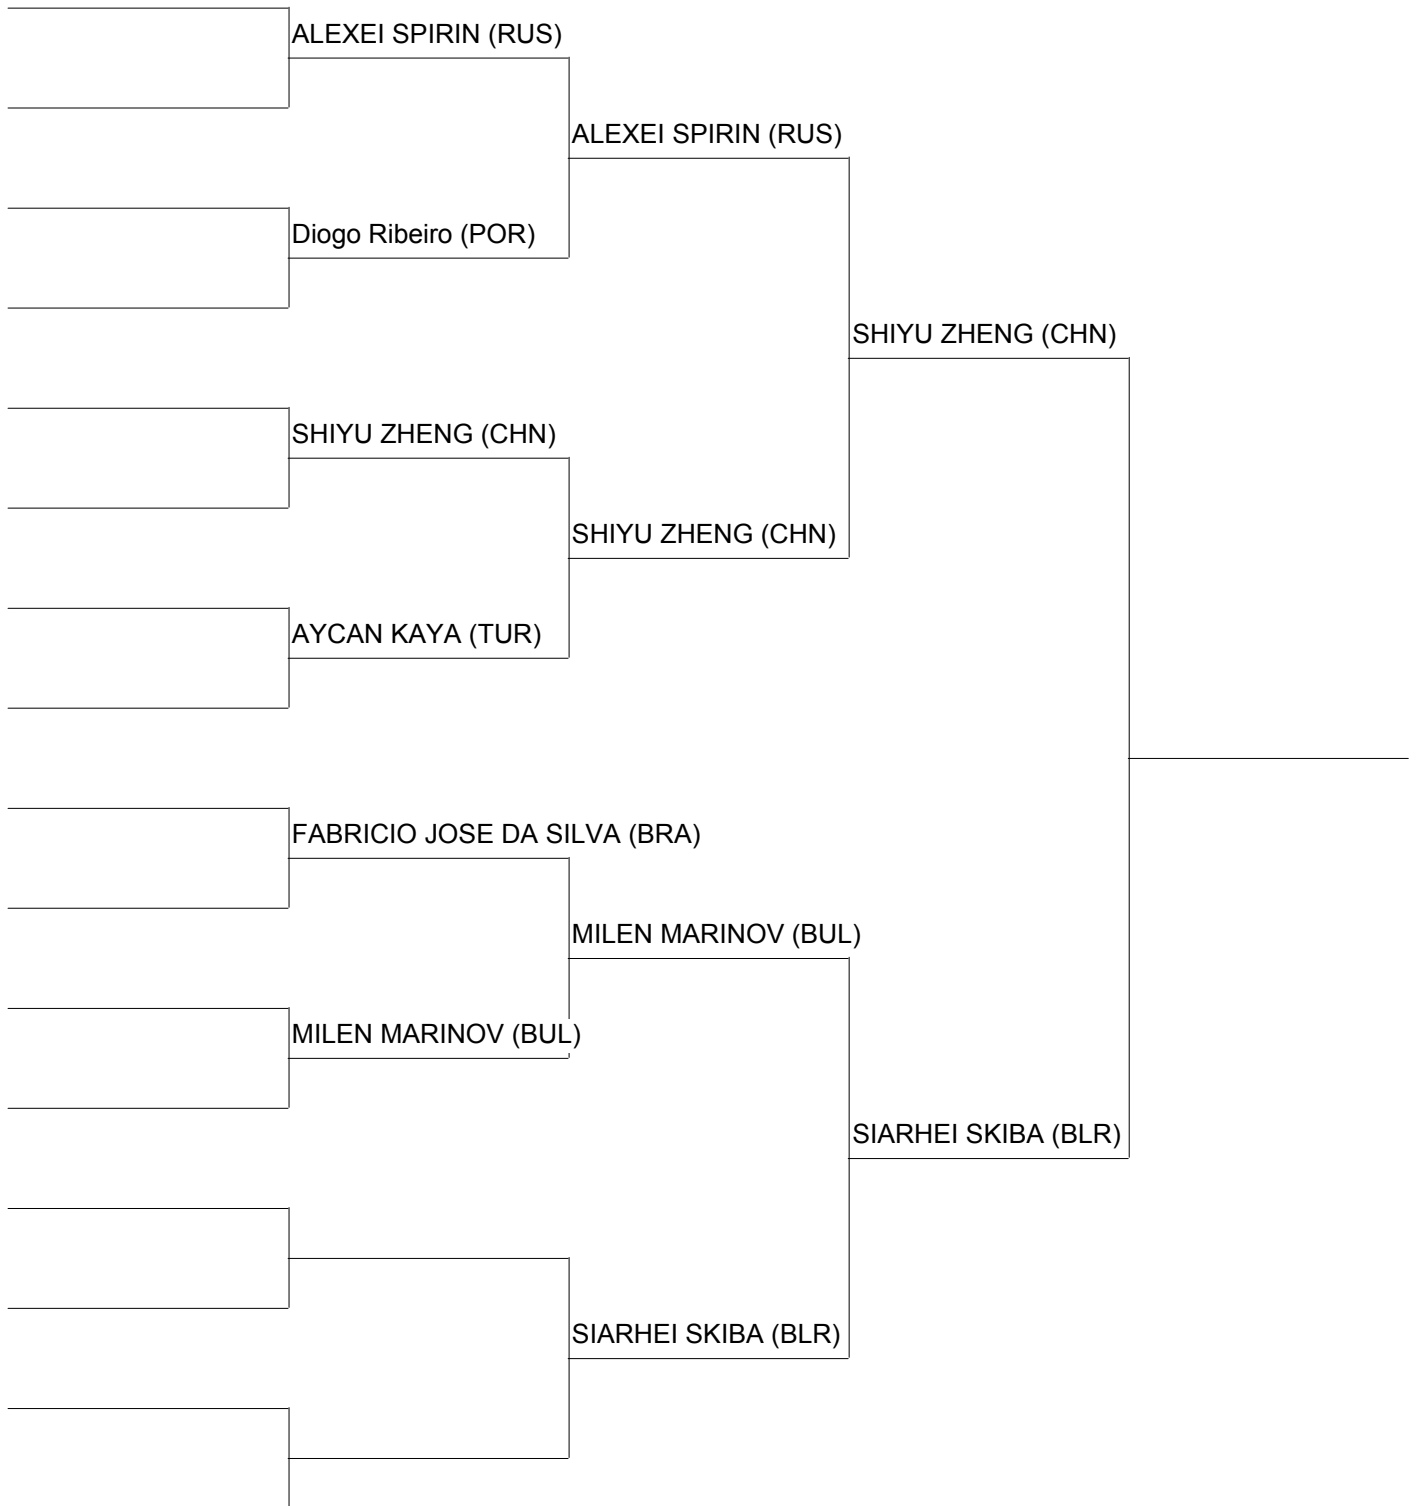 ALEXEI SPIRIN (RUS)
ALEXEI SPIRIN (RUS)
Diogo Ribeiro (POR)
SHIYU ZHENG (CHN)
SHIYU ZHENG (CHN)
SHIYU ZHENG (CHN)
AYCAN KAYA (TUR)
FABRICIO JOSE DA SILVA (BRA)
MILEN MARINOV (BUL)
MILEN MARINOV (BUL)
SIARHEI SKIBA (BLR)
SIARHEI SKIBA (BLR)